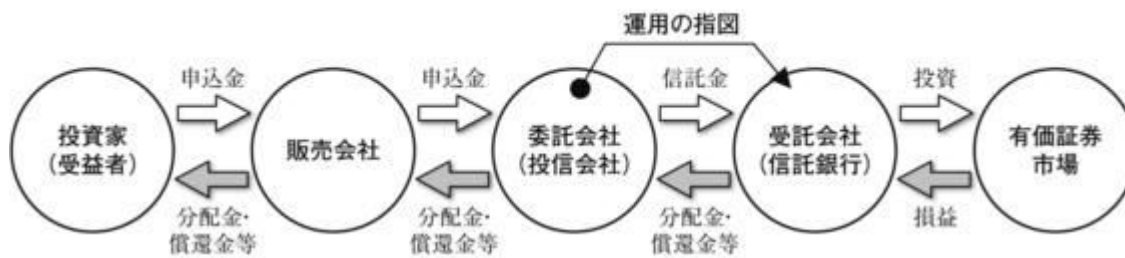 運用の指図
申込金
申込金
信託金
投資
投資家
(受益者)
販売会社
委託会社
(投信会社)
受託会社
(信託銀行)
有価証券
市場
分配金・
償還金等
分配金・
償還金等
分配金・
償還金等
損益